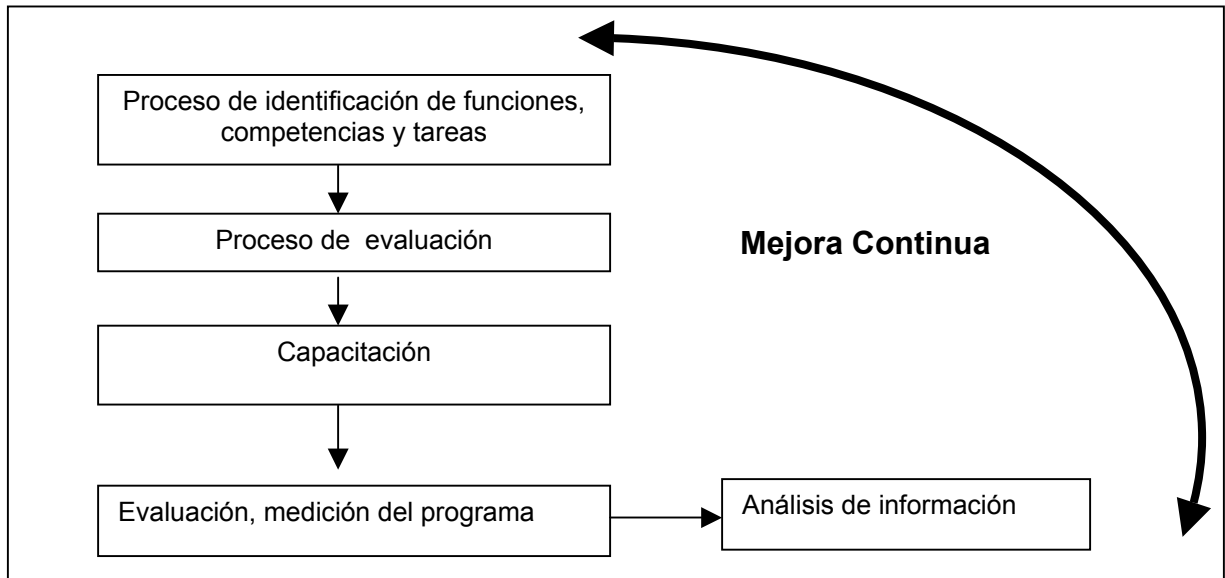 Proceso de identificación de funciones,
competencias y tareas
Proceso de  evaluación
Mejora Continua
Capacitación
Evaluación, medición del programa
Análisis de información